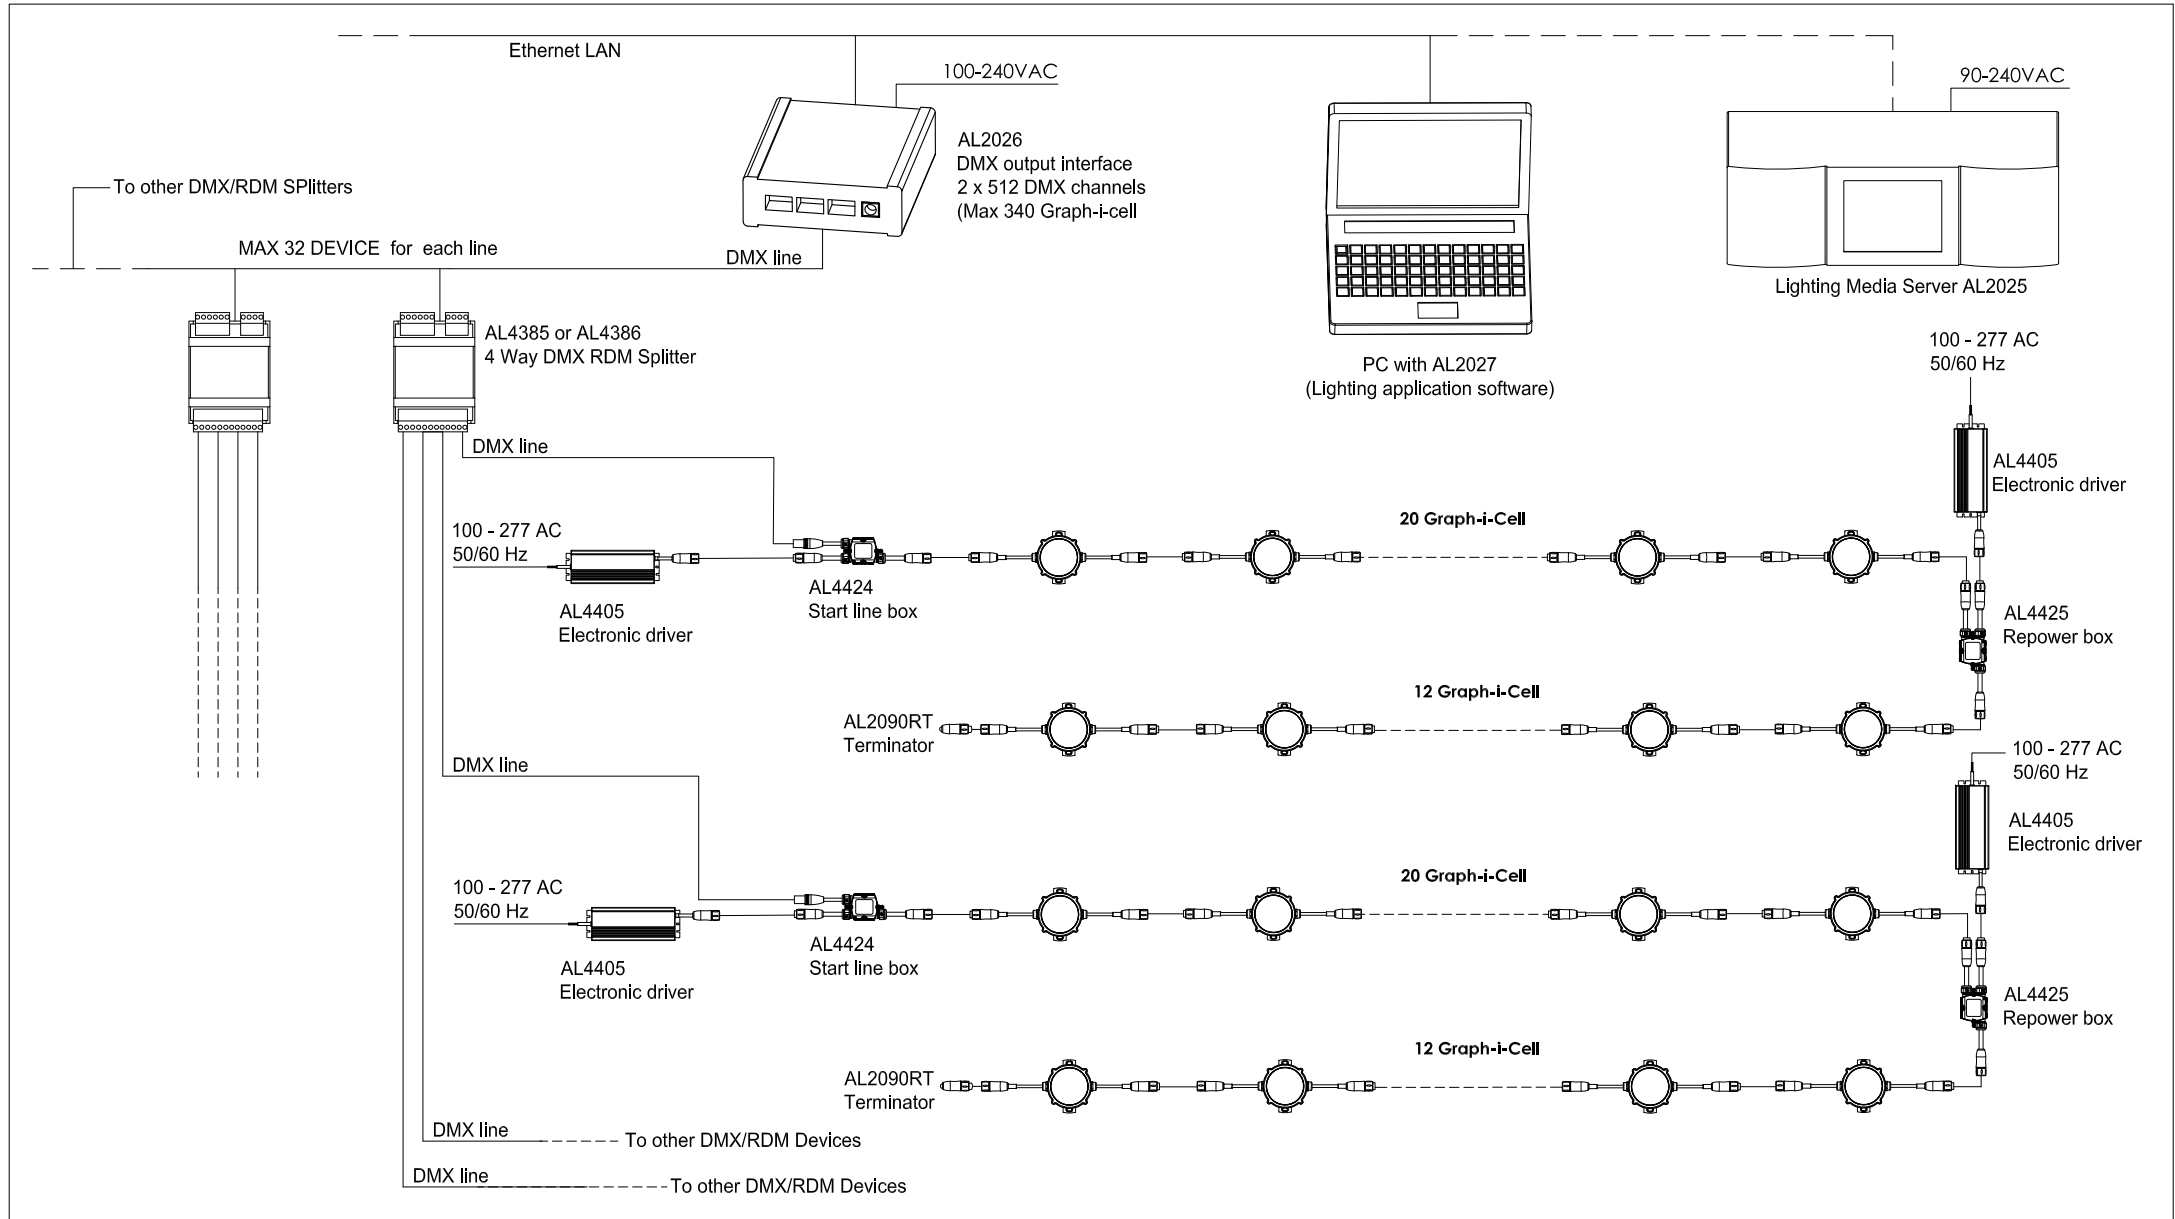 Ethernet LAN
100-240VAC
90-240VAC
AL2026
DMX output interface
2 x 512 DMX channels
(Max 340 Graph-i-cell
To other DMX/RDM SPlitters
MAX 32 DEVICE for each line
DMX line
Lighting Media Server AL2025
AL4385 or AL4386
4 Way DMX RDM Splitter
PC with AL2027
(Lighting application software)
100 - 277 AC
50/60 Hz
DMX line
AL4405
Electronic driver
100 - 277 AC
50/60 Hz
20 Graph-i-Cell
AL4405
Electronic driver
AL4424
Start line box
AL4425
Repower box
12 Graph-i-Cell
AL2090RT
Terminator
DMX line
100 - 277 AC
50/60 Hz
AL4405
Electronic driver
100 - 277 AC
50/60 Hz
20 Graph-i-Cell
AL4405
Electronic driver
AL4424
Start line box
AL4425
Repower box
12 Graph-i-Cell
AL2090RT
Terminator
DMX line
To other DMX/RDM Devices
DMX line
To other DMX/RDM Devices